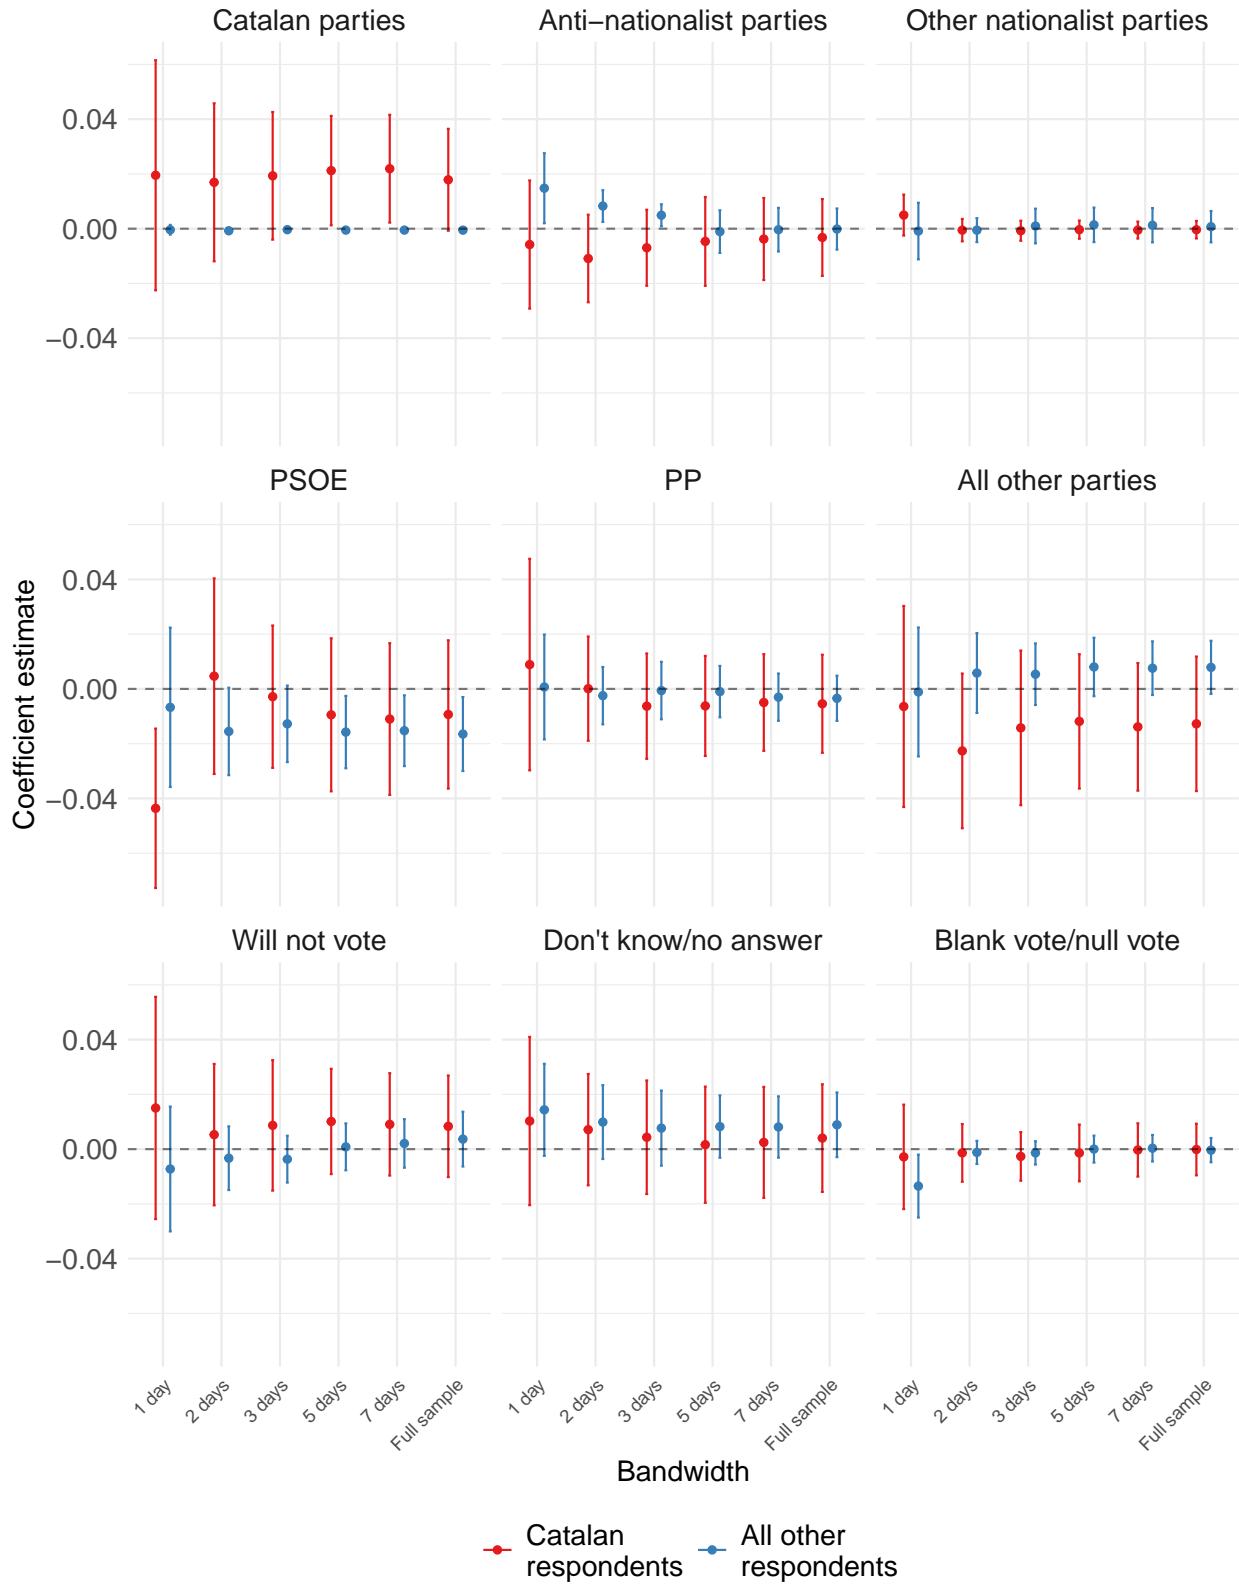 Catalan parties
Anti−nationalist parties
Other nationalist parties
0.04
0.00
−0.04
PSOE
PP
All other parties
0.04
0.00
−0.04
Coefficient estimate
Will not vote
Don't know/no answer
Blank vote/null vote
0.04
0.00
−0.04
1 day
2 days
3 days
5 days
7 days
Full sample
1 day
2 days
3 days
5 days
7 days
Full sample
1 day
2 days
3 days
5 days
7 days
Full sample
Bandwidth
Catalan
respondents
All other
respondents